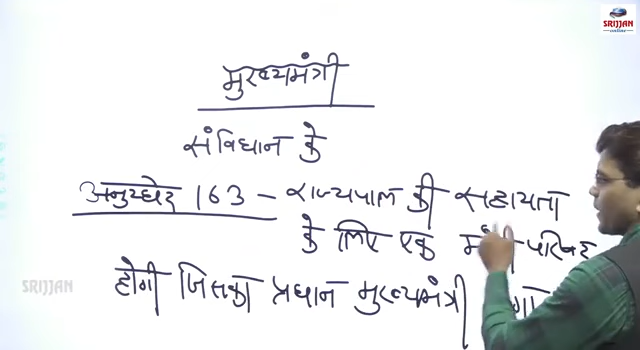 SRIJJAN
online
मुख्यमंत्री
संविधान के
अनुच्छेद 163 - राज्यपाल की सहायता
के लिए एक परिषद
होगी जिसका प्रधान मुख्यमंत्री
SRIJJAN